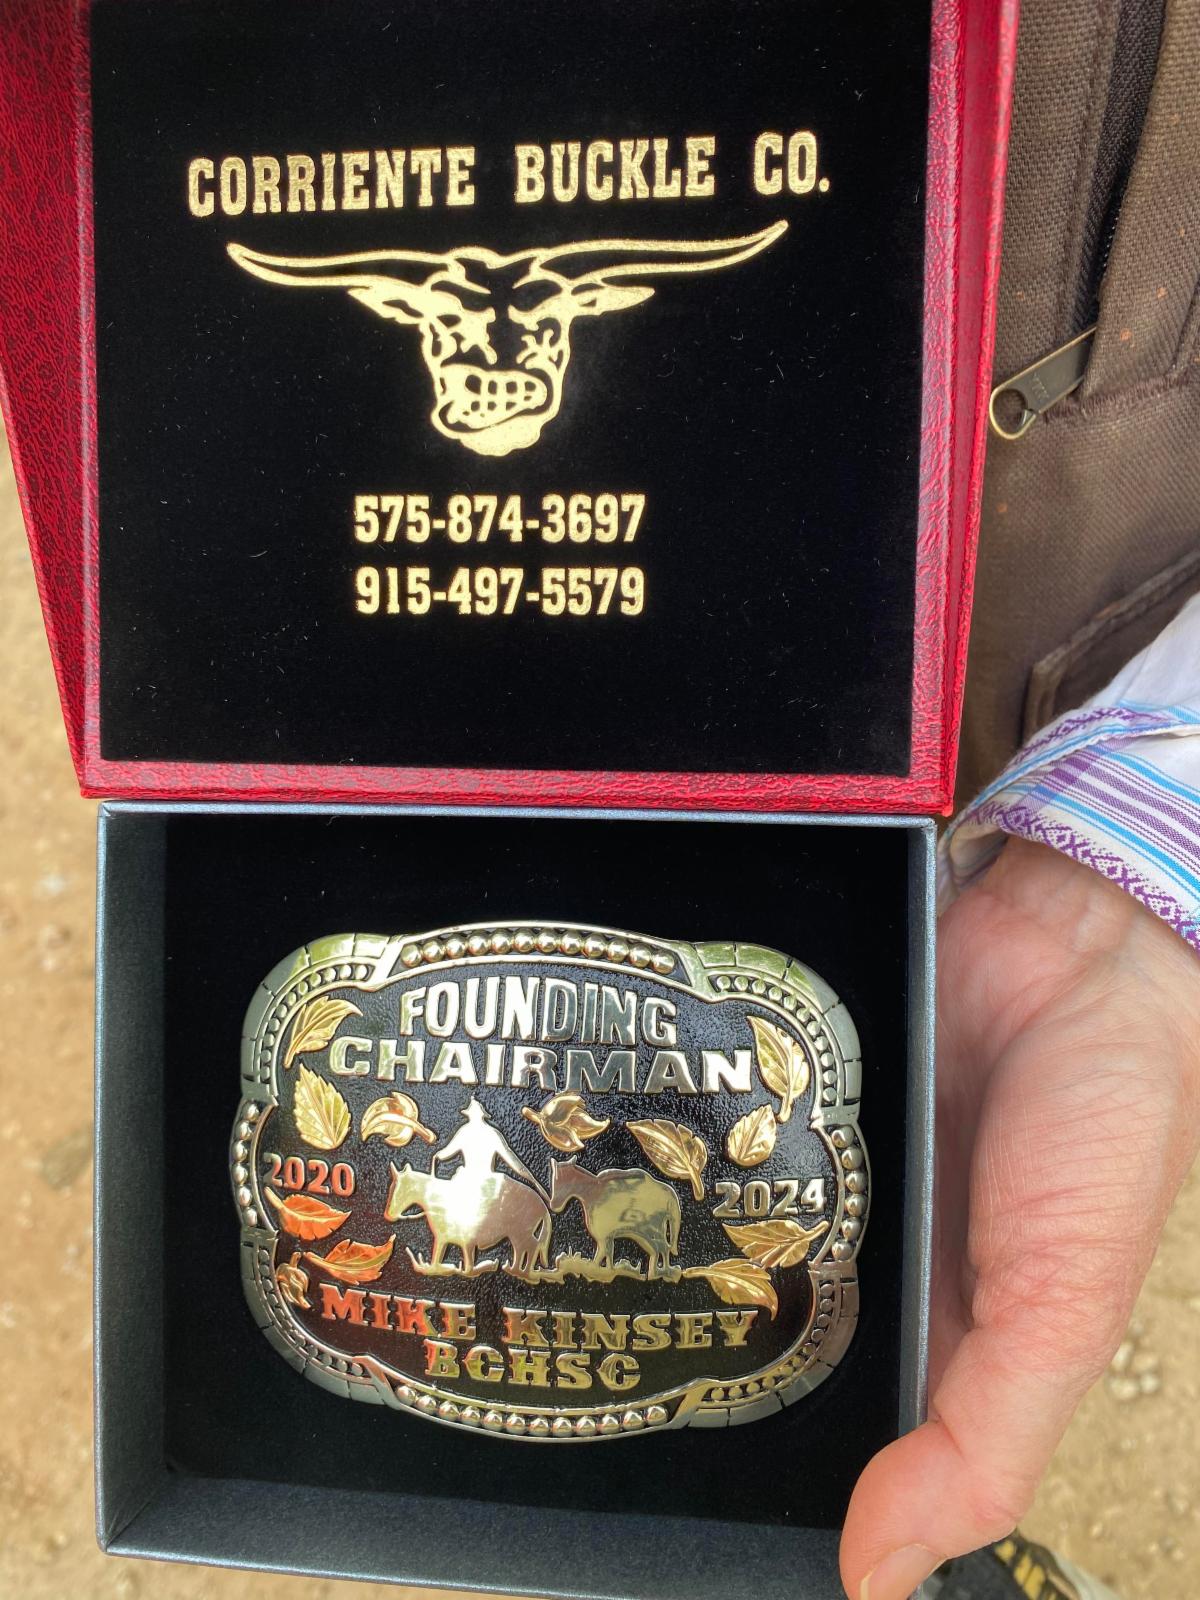 CORRIENTE BUCKLE CO.
575-874-3697
915-497-5579
FOUNDING
CHAIRMAN
2020 2024
MIKE KINSEY
BCHSC